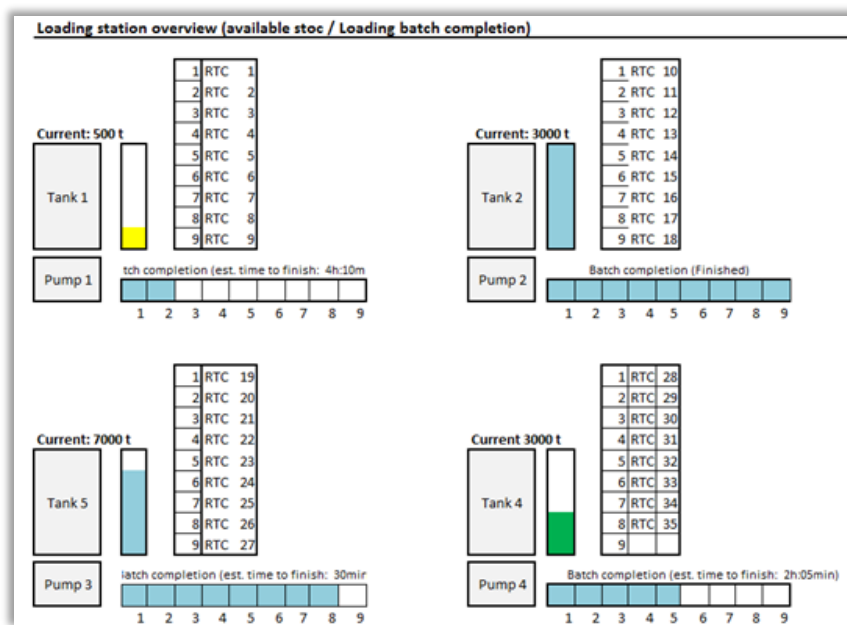 Loading station overview (available stoc / Loading batch completion)
1 RTC 1
2 RTC 2
3 RTC 3
4 RTC 4
5 RTC 5
6 RTC 6
7 RTC 7
8 RTC 8
9 RTC 9
Current: 500 t
Tank 1
Pump 1
tch completion (est. time to finish: 4h:10m
1 2 3 4 5 6 7 8 9
1 RTC 10
2 RTC 11
3 RTC 12
4 RTC 13
5 RTC 14
6 RTC 15
7 RTC 16
8 RTC 17
9 RTC 18
Current: 3000 t
Tank 2
Pump 2
Batch completion (Finished)
1 2 3 4 5 6 7 8 9
1 RTC 19
2 RTC 20
3 RTC 21
4 RTC 22
5 RTC 23
6 RTC 24
7 RTC 25
8 RTC 26
9 RTC 27
Current: 7000 t
Tank 5
Pump 3
atch completion (est. time to finish: 30min
1 2 3 4 5 6 7 8 9
1 RTC 28
2 RTC 29
3 RTC 30
4 RTC 31
5 RTC 32
6 RTC 33
7 RTC 34
8 RTC 35
9
Current 3000 t
Tank 4
Pump 4
Batch completion (est. time to finish: 2h:05min)
1 2 3 4 5 6 7 8 9